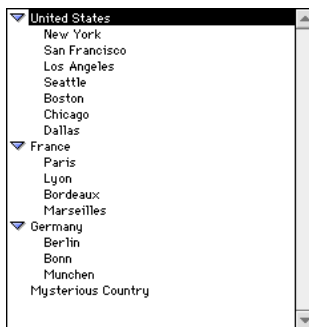 United States
New York
San Francisco
Los Angeles
Seattle
Boston
Chicago
Dallas
France
Paris
Lyon
Bordeaux
Marseilles
Germany
Berlin
Bonn
Munchen
Mysterious Country